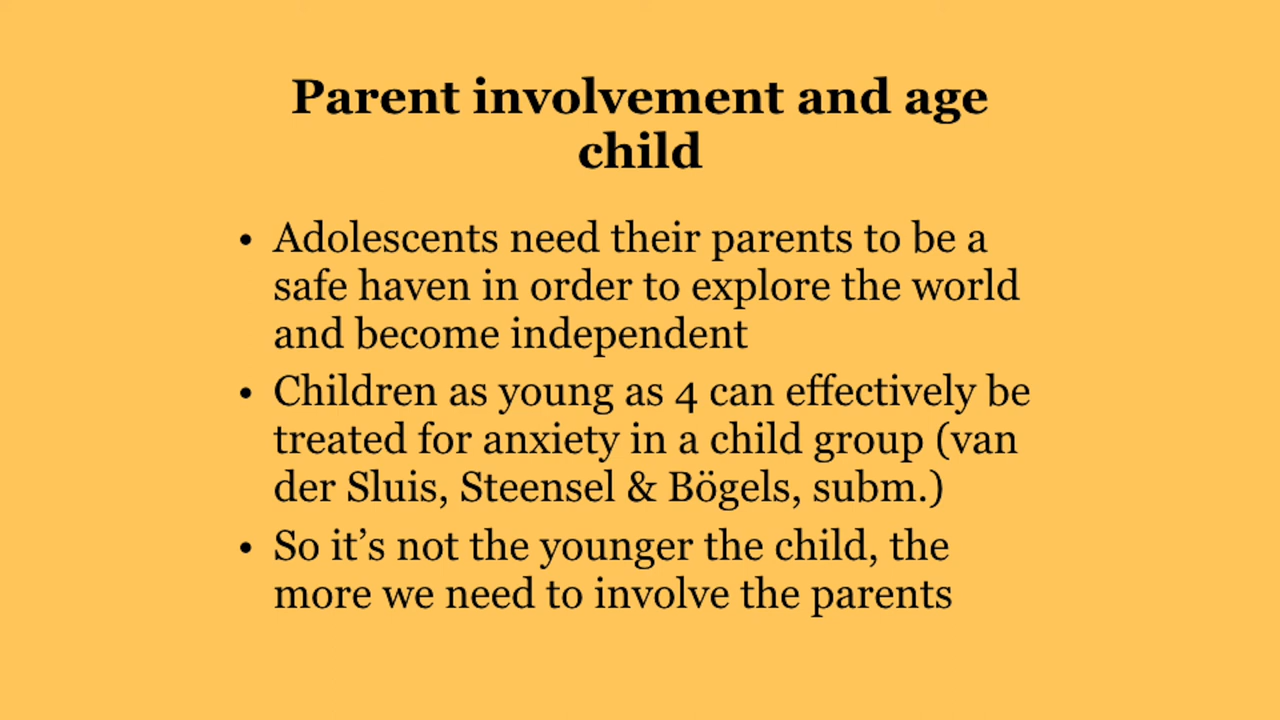 Parent involvement and age
child
• Adolescents need their parents to be a
safe haven in order to explore the world
and become independent
• Children as young as 4 can effectively be
treated for anxiety in a child group (van
der Sluis, Steensel & Bögels, subm.)
• So it’s not the younger the child, the
more we need to involve the parents